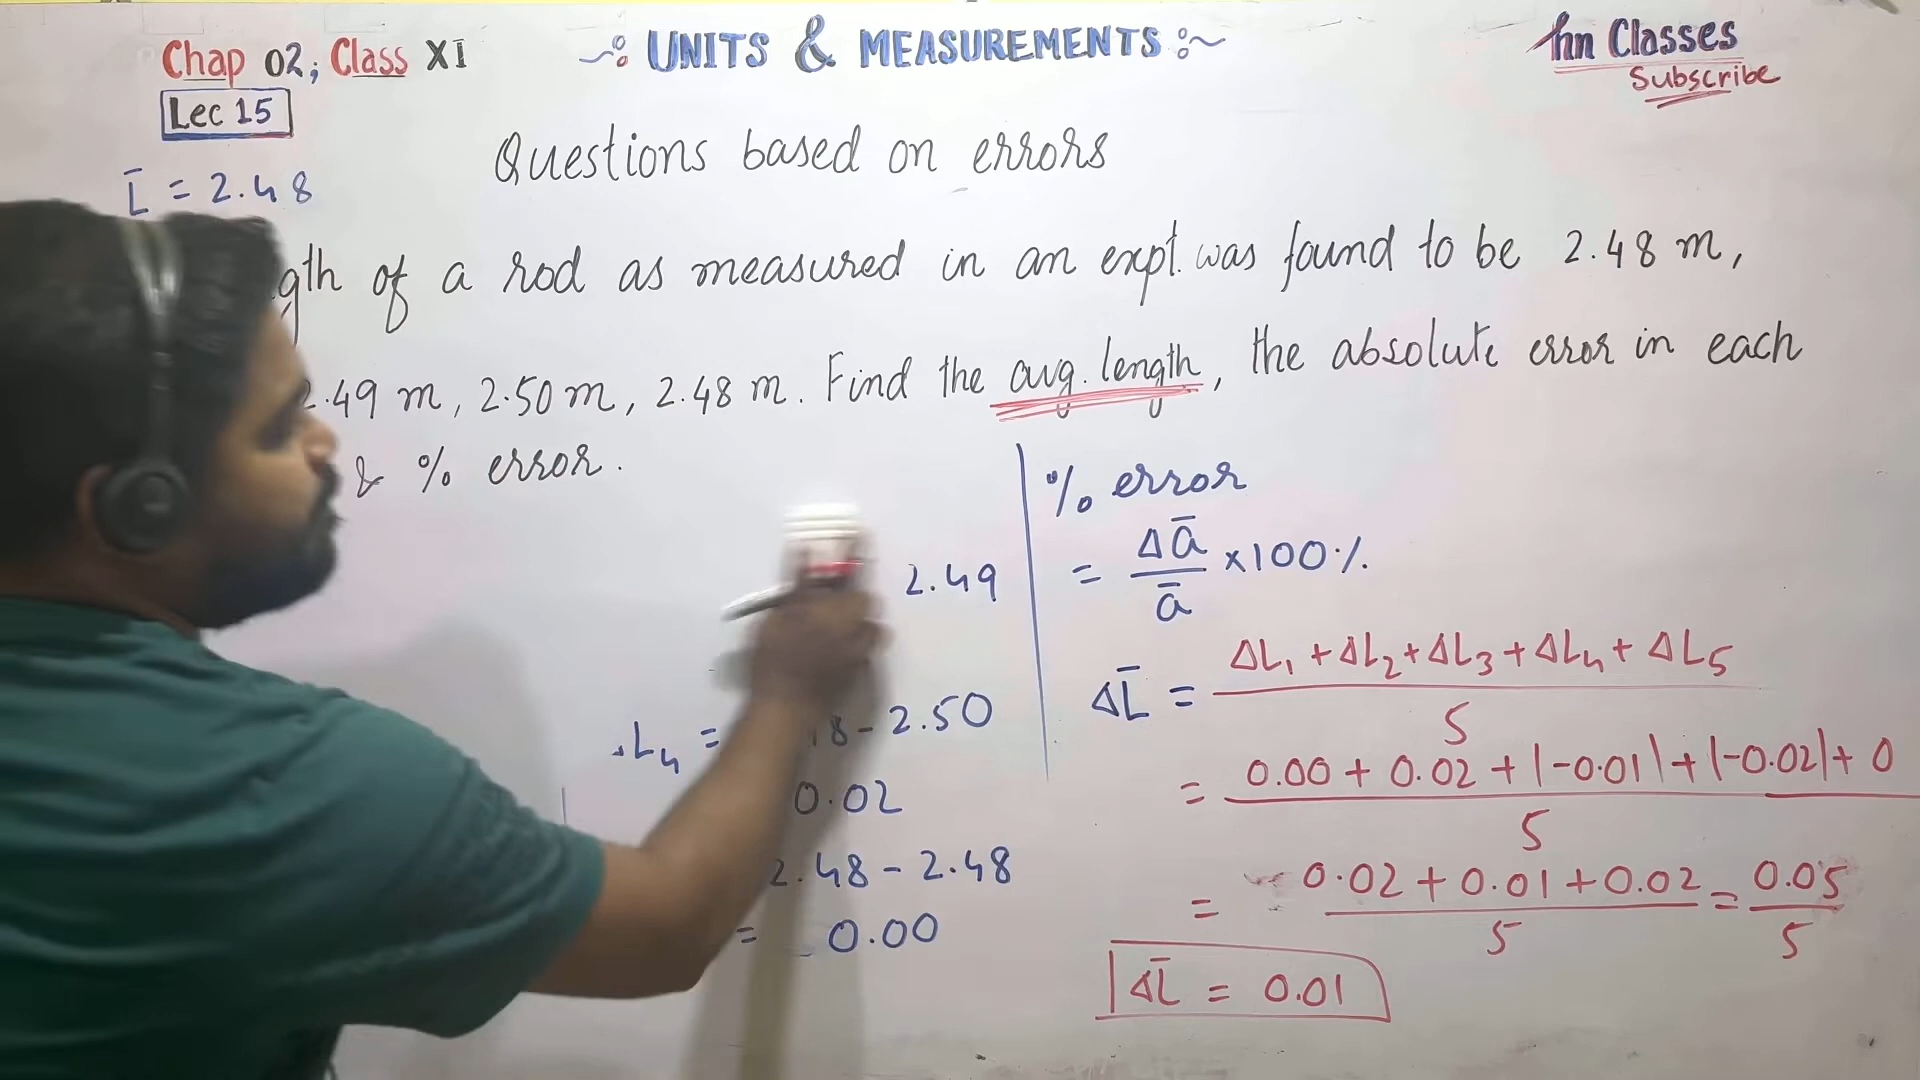 Chap 02, Class XI
Lec 15
UNITS & MEASUREMENTS
hn Classes
Subscribe
Questions based on errors
L̄ = 2.48
of a rod as measured in an expt. was found to be 2.48 m,
2.49 m, 2.50 m, 2.48 m. Find the avg. length, the absolute error in each
& % error.
2.49
L₄ = 8 - 2.50
0.02
2.48 - 2.48
= 0.00
% error
= Δā/ā × 100%
ΔL̄ = (ΔL₁ + ΔL₂ + ΔL₃ + ΔL₄ + ΔL₅)/5
= (0.00 + 0.02 + |-0.01| + |-0.02| + 0)/5
= (0.02 + 0.01 + 0.02)/5 = 0.05/5
ΔL̄ = 0.01